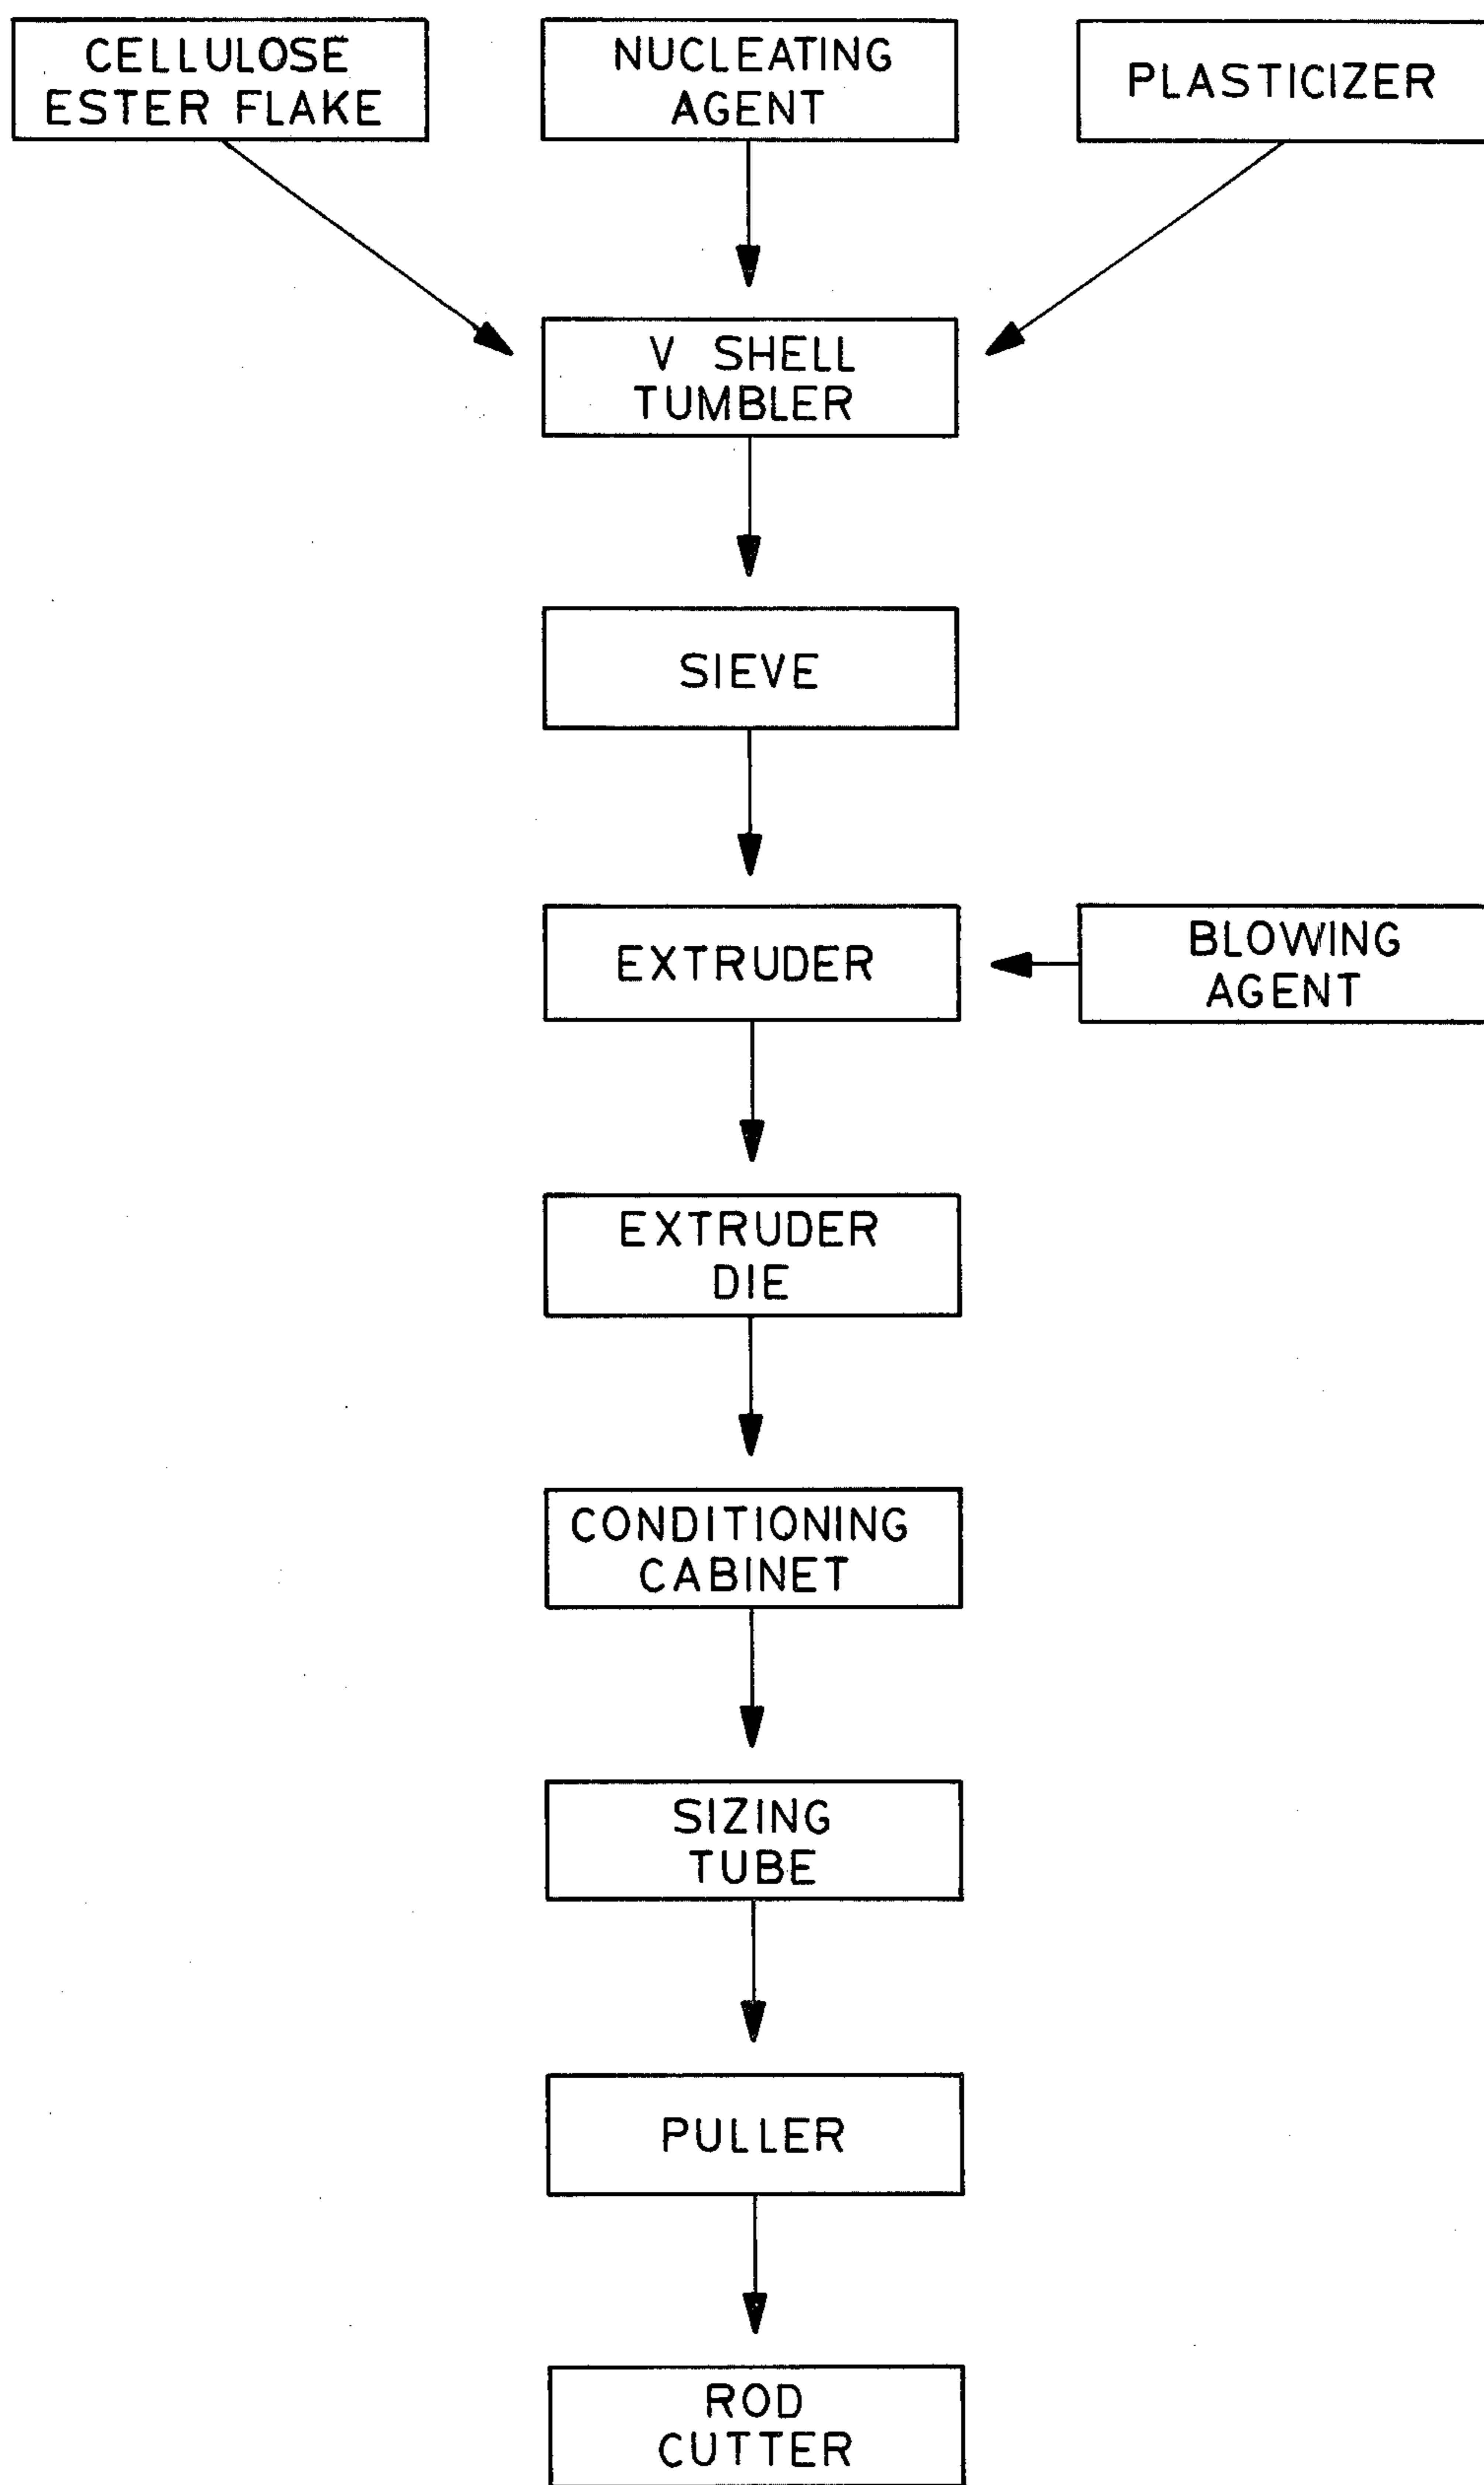 CELLULOSE
ESTER FLAKE
NUCLEATING
AGENT
PLASTICIZER
V SHELL
TUMBLER
SIEVE
EXTRUDER
BLOWING
AGENT
EXTRUDER
DIE
CONDITIONING
CABINET
SIZING
TUBE
PULLER
ROD
CUTTER